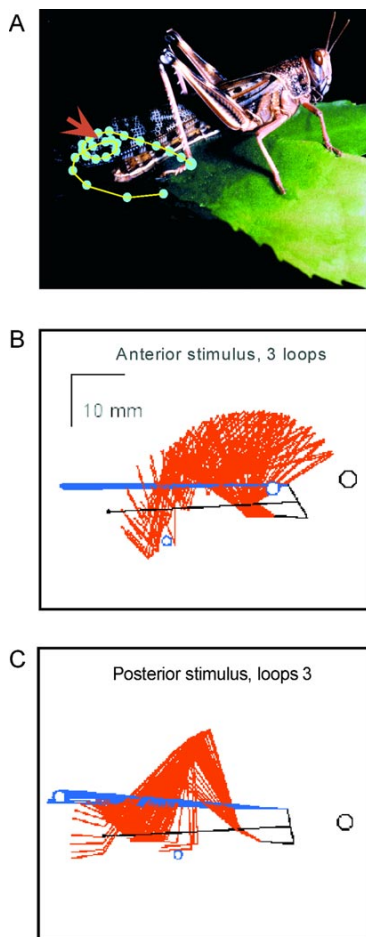 A
B
Anterior stimulus, 3 loops
10 mm
C
Posterior stimulus, loops 3